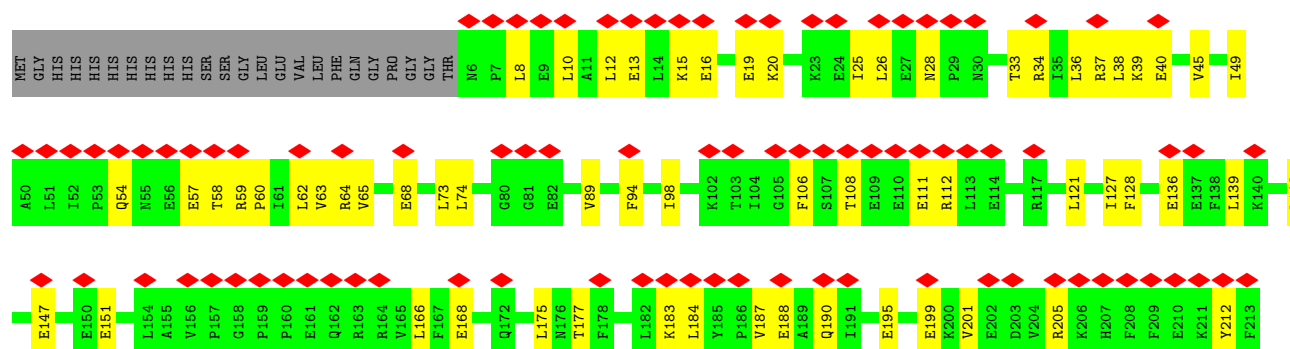 MET GLY HIS HIS HIS HIS HIS HIS HIS HIS HIS SER SER GLY LEU GLU VAL LEU PHE GLN GLY PRO GLY GLY THR N6 P7 L8 E9 L10 A11 L12 E13 L14 K15 E16 E19 K20 K23 E24 I25 L26 E27 N28 P29 N30 T33 R34 I35 L36 R37 L38 K39 E40 V45 I49
A50 L51 I52 P53 Q54 N55 E56 E57 T58 R59 P60 I61 L62 V63 R64 V65 E68 L73 L74 G80 G81 E82 V89 F94 I98 K102 T103 I104 G105 F106 S107 T108 E109 E110 E111 R112 L113 E114 R117 L121 I127 F128 E136 E137 F138 L139 K140
E147 E150 E151 L154 A155 V156 P157 G158 P159 P160 E161 Q162 R163 R164 V165 L166 F167 E168 Q172 L175 N176 T177 F178 L182 K183 L184 Y185 P186 V187 E188 A189 Q190 I191 E195 E199 K200 V201 E202 D203 V204 R205 K206 H207 F208 F209 E210 K211 Y212 F213